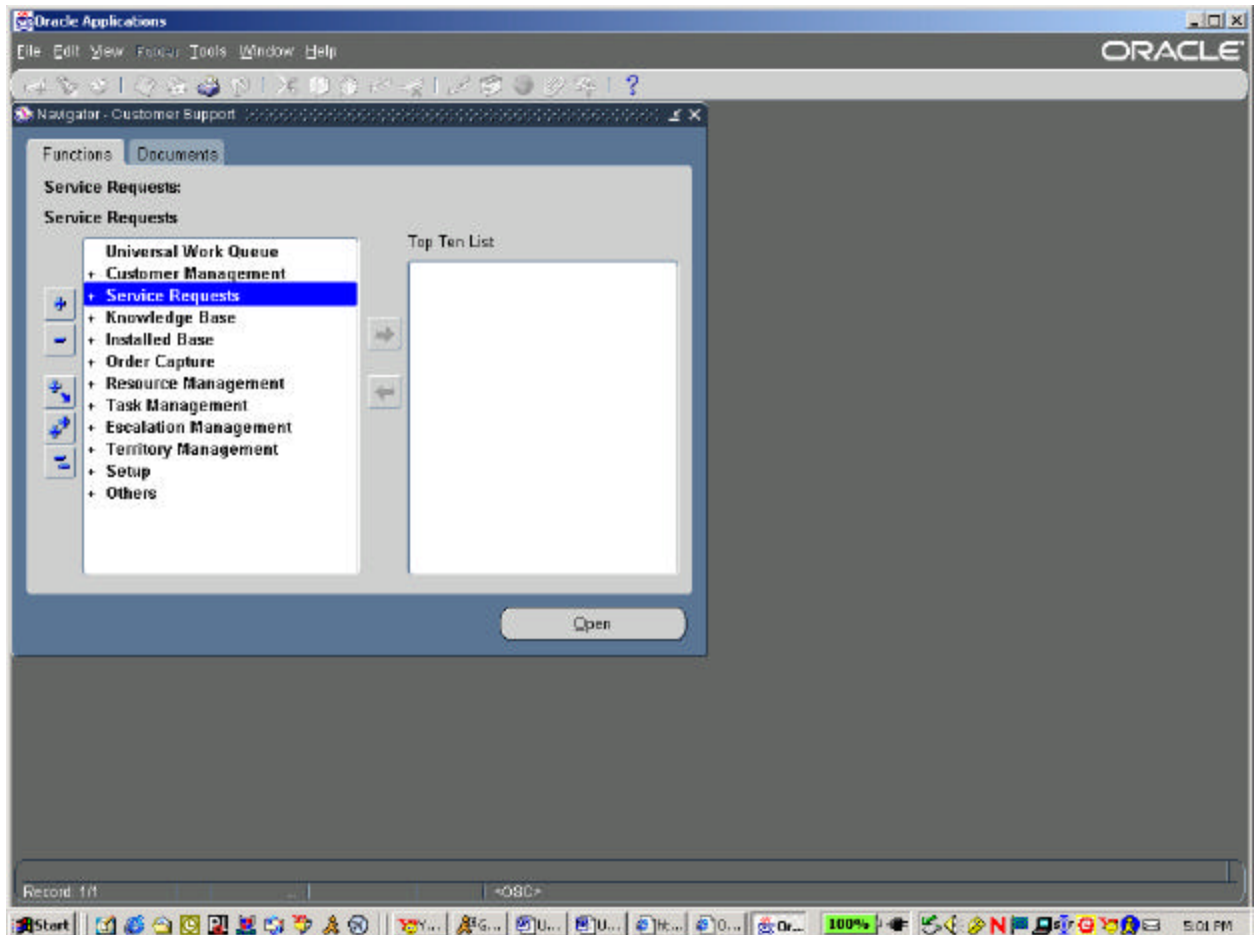 Oracle Applications
File Edit View Folder Tools Window Help
ORACLE
Navigator - Customer Support
Functions Documents
Service Requests:
Service Requests
Top Ten List
Universal Work Queue
+ Customer Management
+ Service Requests
+ Knowledge Base
+ Installed Base
+ Order Capture
+ Resource Management
+ Task Management
+ Escalation Management
+ Territory Management
+ Setup
+ Others
Open
Record: 1/1 ... <OSC>
Start Y... G... U... U... ht... O... Or... 100% 5:01 PM